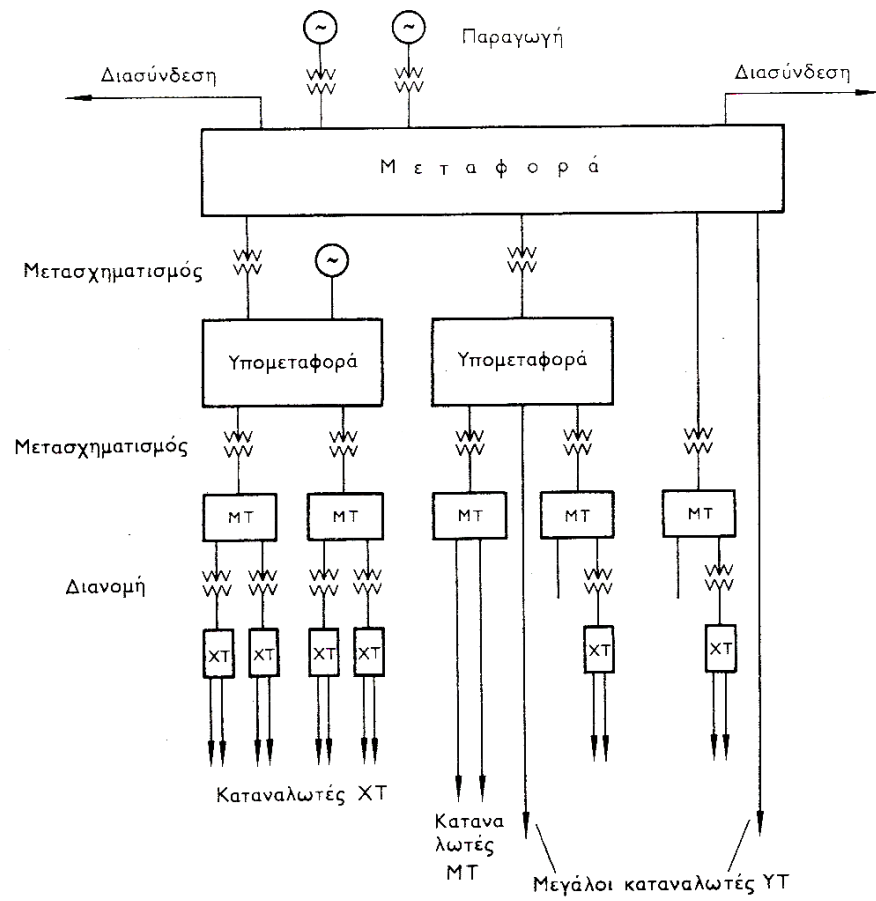 ~ ~ Παραγωγή
Διασύνδεση Διασύνδεση
Μεταφορά
Μετασχηματισμός ~
Υπομεταφορά Υπομεταφορά
Μετασχηματισμός
ΜΤ ΜΤ ΜΤ ΜΤ ΜΤ
Διανομή
ΧΤ ΧΤ ΧΤ ΧΤ ΧΤ ΧΤ
Καταναλωτές ΧΤ
Κατανα
λωτές
ΜΤ
Μεγάλοι καταναλωτές ΥΤ